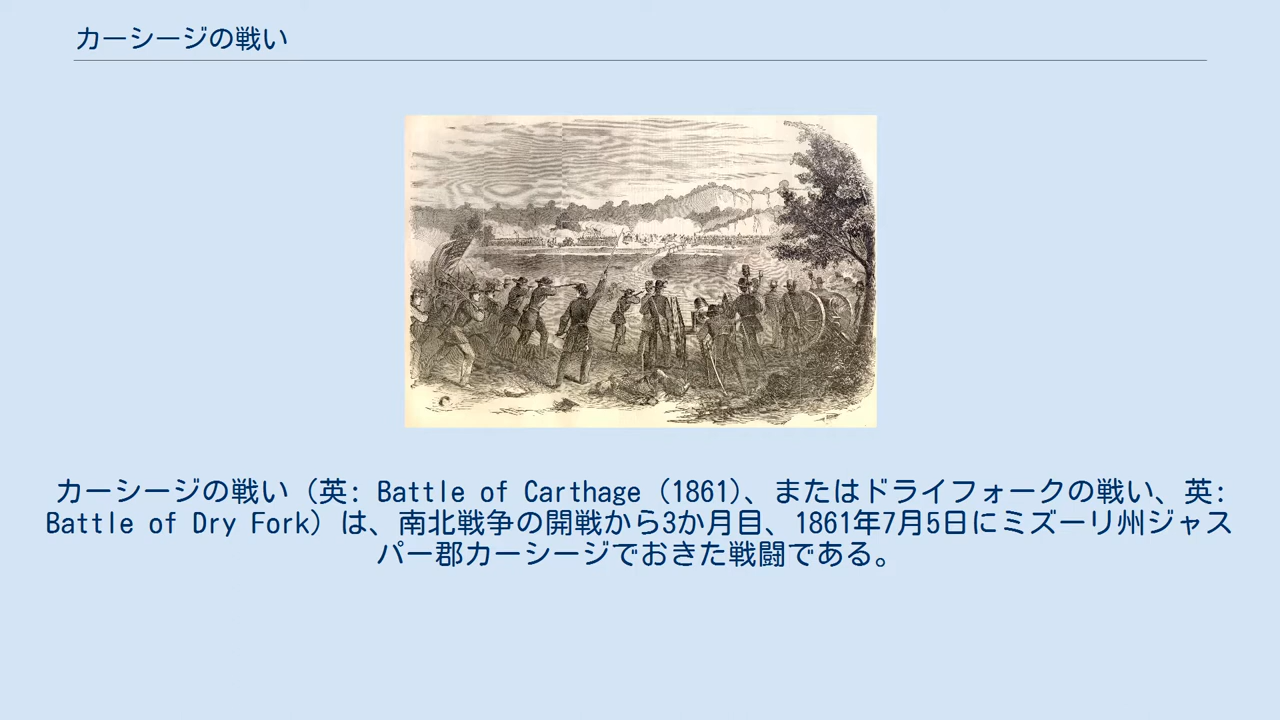 カーシージの戦い
カーシージの戦い（英: Battle of Carthage (1861)、またはドライフォークの戦い、英:
Battle of Dry Fork）は、南北戦争の開戦から3か月目、1861年7月5日にミズーリ州ジャス
パー郡カーシージでおきた戦闘である。